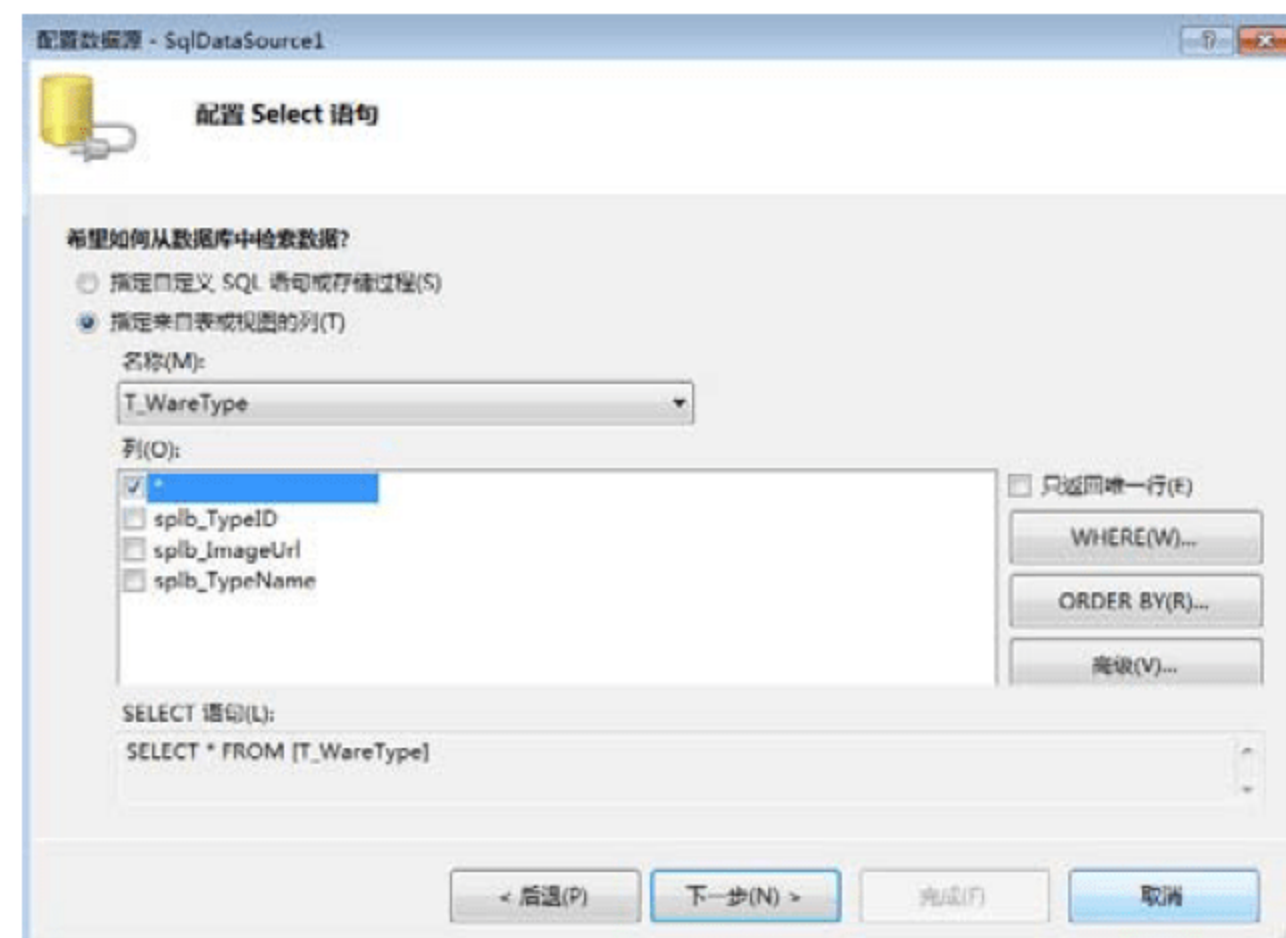 配置数据源 - SqlDataSource1
配置 Select 语句
希望如何从数据库中检索数据?
指定自定义 SQL 语句或存储过程(S)
指定来自表或视图的列(T)
名称(M):
T_WareType
列(O):
*
只返回唯一行(E)
splb_TypeID
WHERE(W)...
splb_ImageUrl
splb_TypeName
ORDER BY(R)...
高级(V)...
SELECT 语句(L):
SELECT * FROM [T_WareType]
< 后退(P)
下一步(N) >
完成(F)
取消